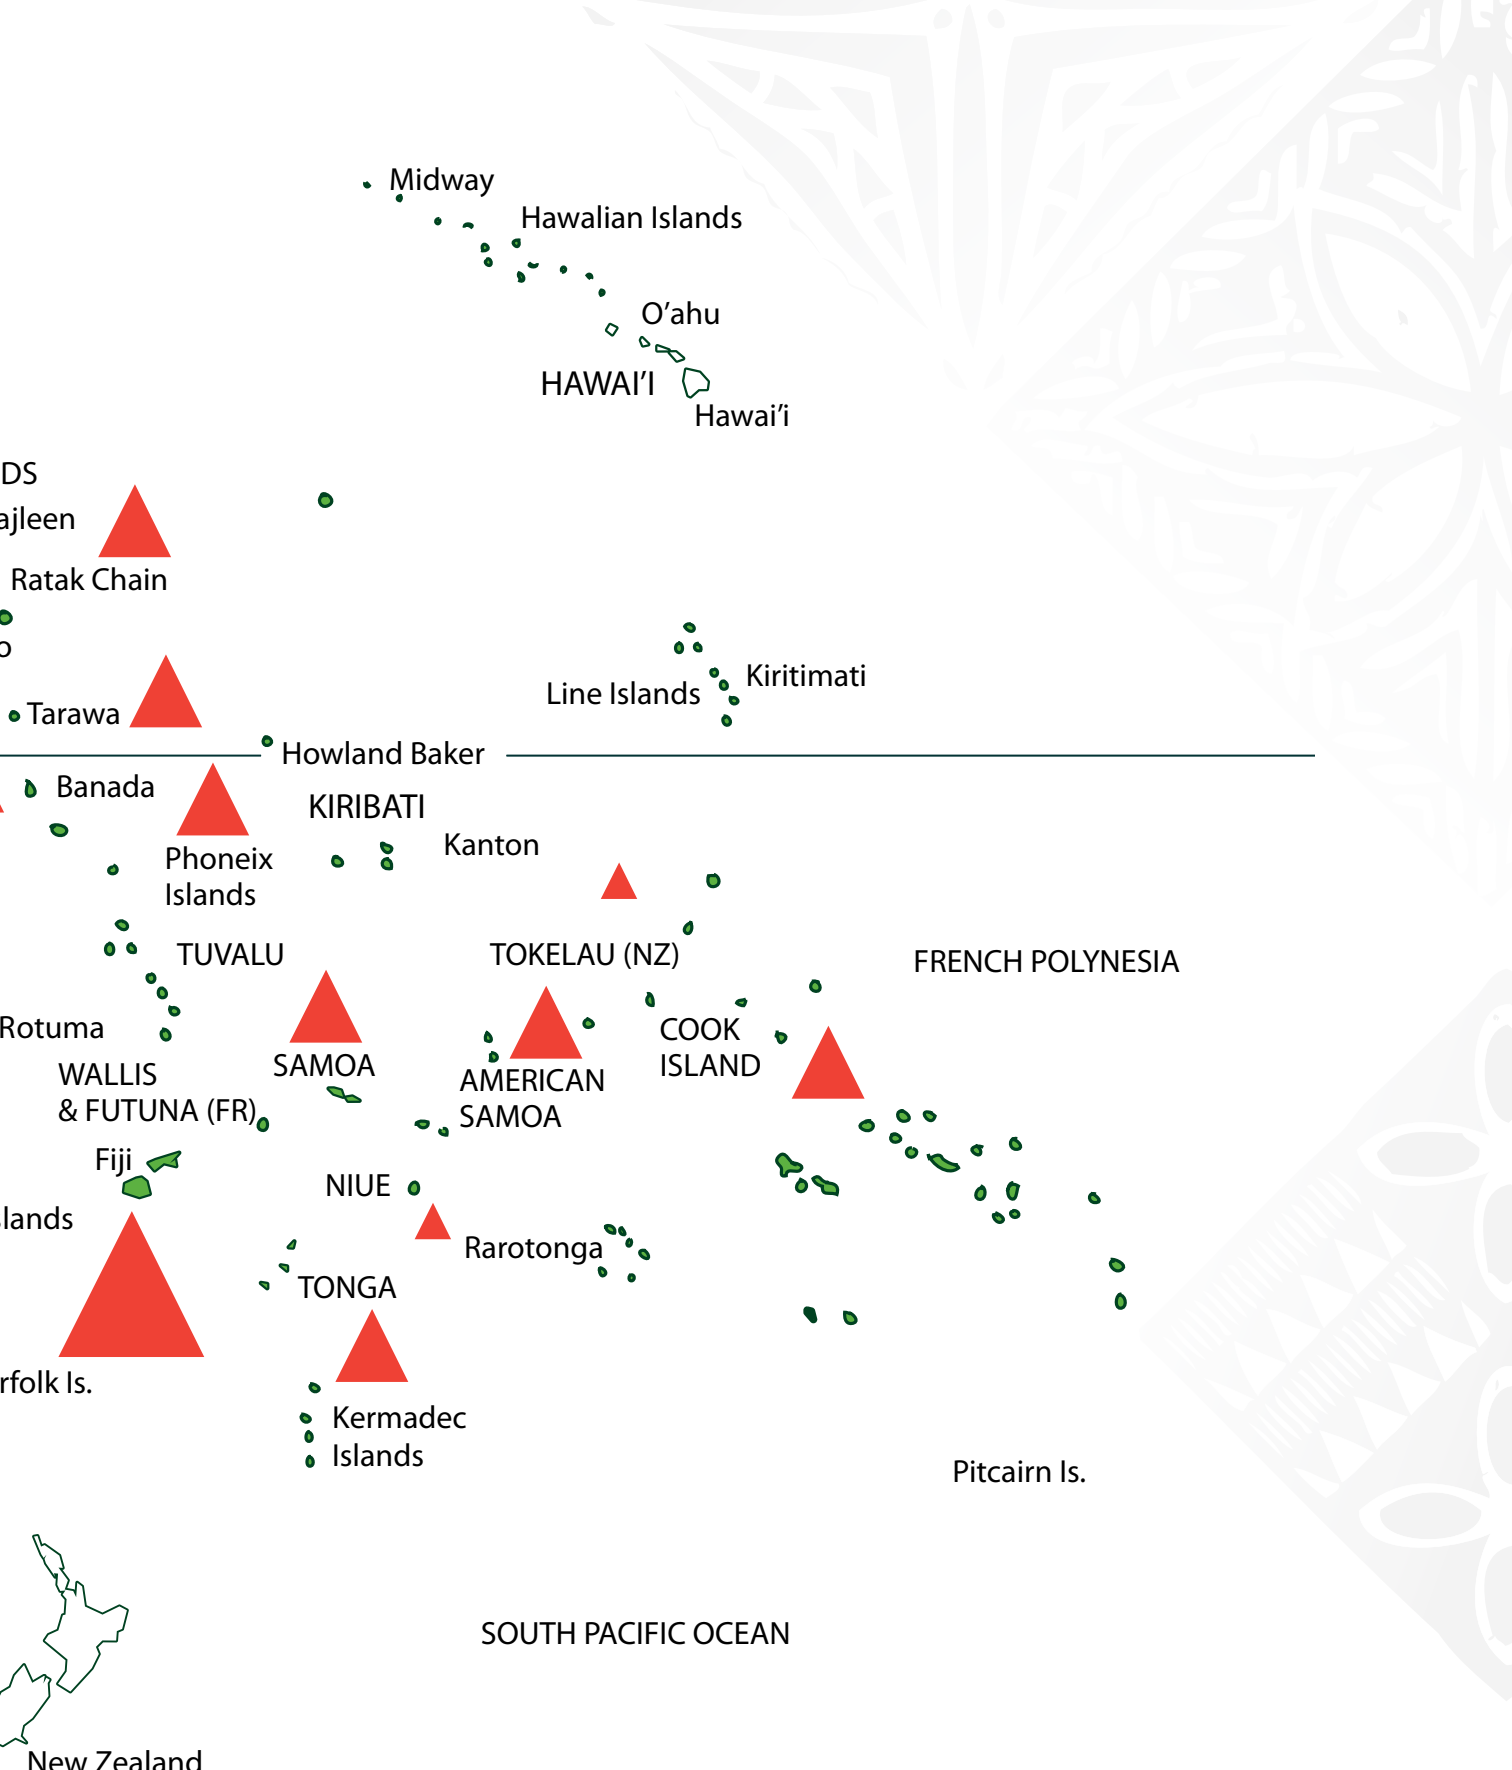 Midway
Hawalian Islands
O'ahu
HAWAI'I
Hawai'i
DS
ajleen
Ratak Chain
o
Tarawa
Kiritimati
Line Islands
Howland Baker
Banada
KIRIBATI
Kanton
Phoneix
Islands
TUVALU
TOKELAU (NZ)
FRENCH POLYNESIA
Rotuma
COOK
ISLAND
SAMOA
WALLIS
& FUTUNA (FR)
AMERICAN
SAMOA
Fiji
NIUE
slands
Rarotonga
TONGA
rfolk Is.
Kermadec
Islands
Pitcairn Is.
SOUTH PACIFIC OCEAN
New Zealand